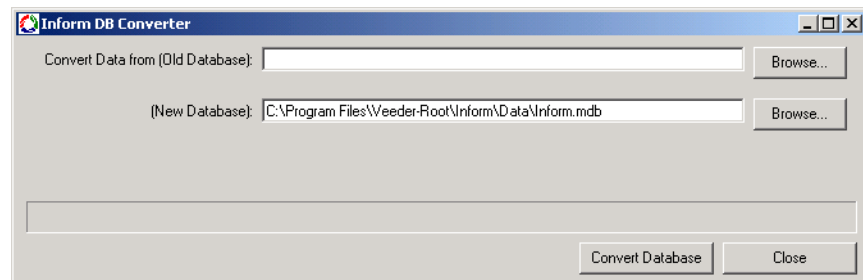 Inform DB Converter
Convert Data from (Old Database): Browse...
(New Database): C:\Program Files\Veeder-Root\Inform\Data\Inform.mdb Browse...
Convert Database Close